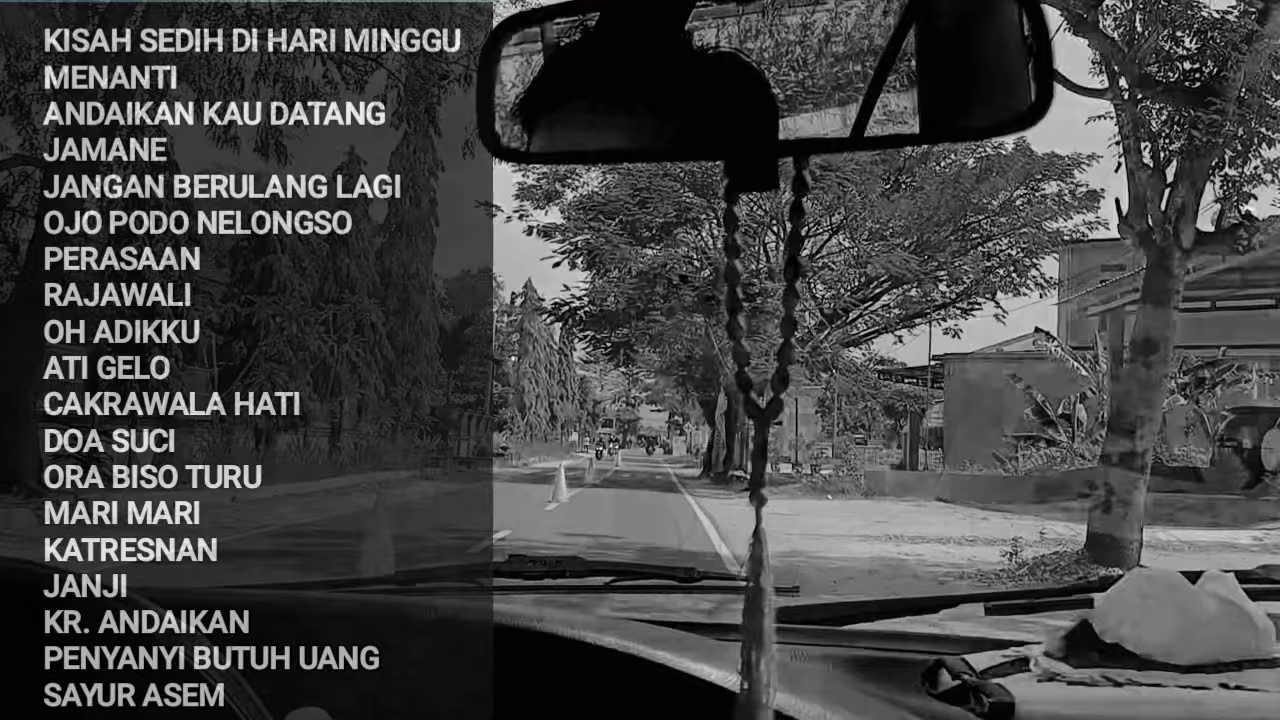 KISAH SEDIH DI HARI MINGGU
MENANTI
ANDAIKAN KAU DATANG
JAMANE
JANGAN BERULANG LAGI
OJO PODO NELONGSO
PERASAAN
RAJAWALI
OH ADIKKU
ATI GELO
CAKRAWALA HATI
DOA SUCI
ORA BISO TURU
MARI MARI
KATRESNAN
JANJI
KR. ANDAIKAN
PENYANYI BUTUH UANG
SAYUR ASEM